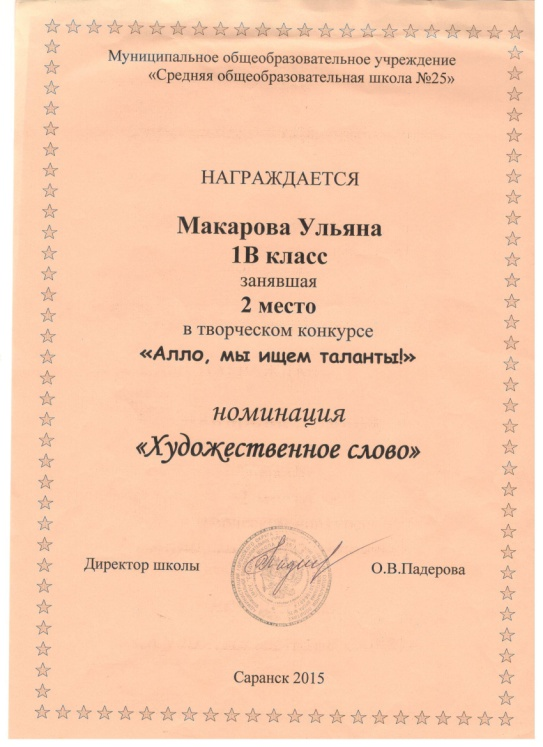 Муниципальное общеобразовательное учреждение
«Средняя общеобразовательная школа №25»
НАГРАЖДАЕТСЯ
Макарова Ульяна
1В класс
занявшая
2 место
в творческом конкурсе
«Алло, мы ищем таланты!»
номинация
«Художественное слово»
Директор школы
О.В.Падерова
Саранск 2015